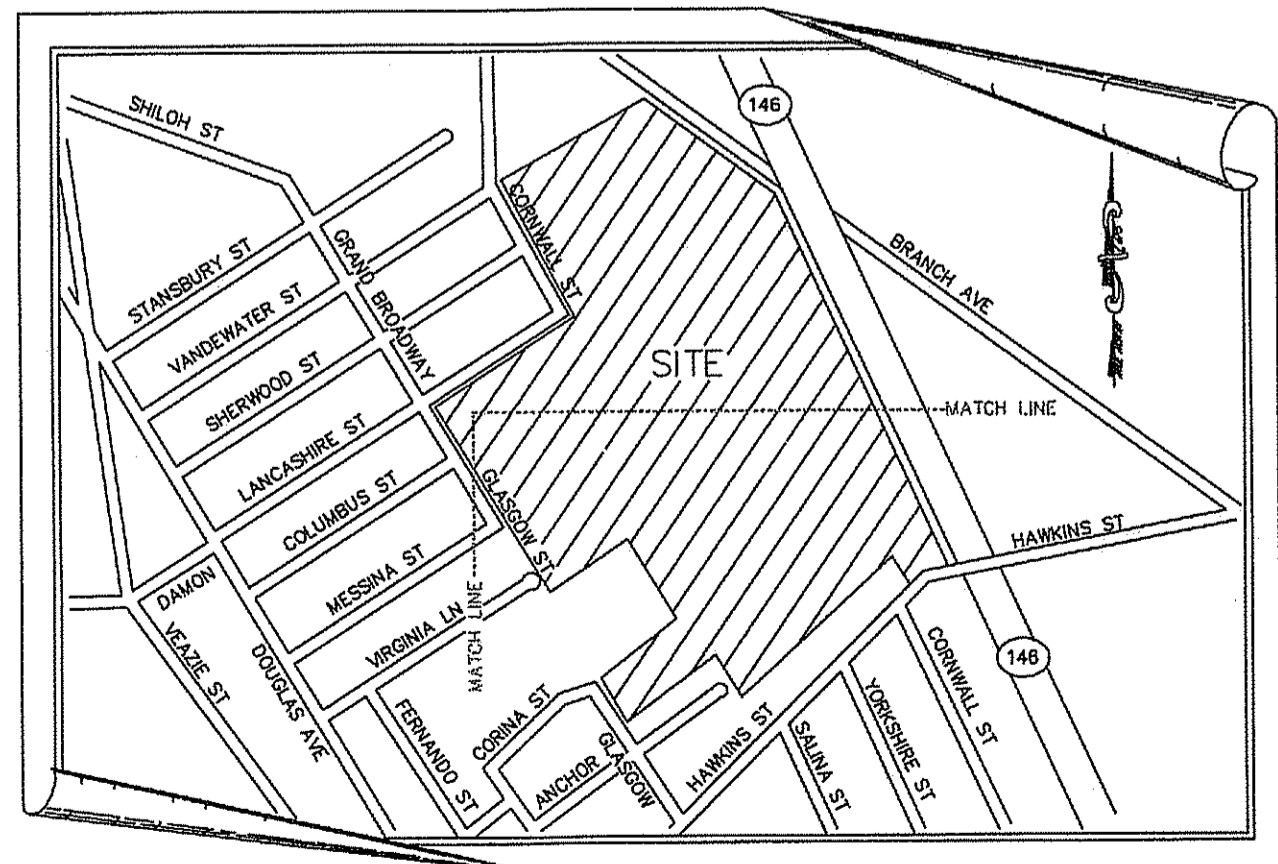 SHILOH ST
146
CORNWALL ST
STANSBURY ST
GRAND BROADWAY
BRANCH AVE
VANDEWATER ST
SHERWOOD ST
SITE
LANCASHIRE ST
MATCH LINE
COLUMBUS ST
GLASGOW ST
HAWKINS ST
MESSINA ST
DAMON
VIRGINIA LN
MATCH LINE
VEAZIE ST
DOUGLAS AVE
FERNANDO ST
CORINA ST
GLASGOW
ANCHOR
HAWKINS ST
SALINA ST
YORKSHIRE ST
CORNWALL ST
146